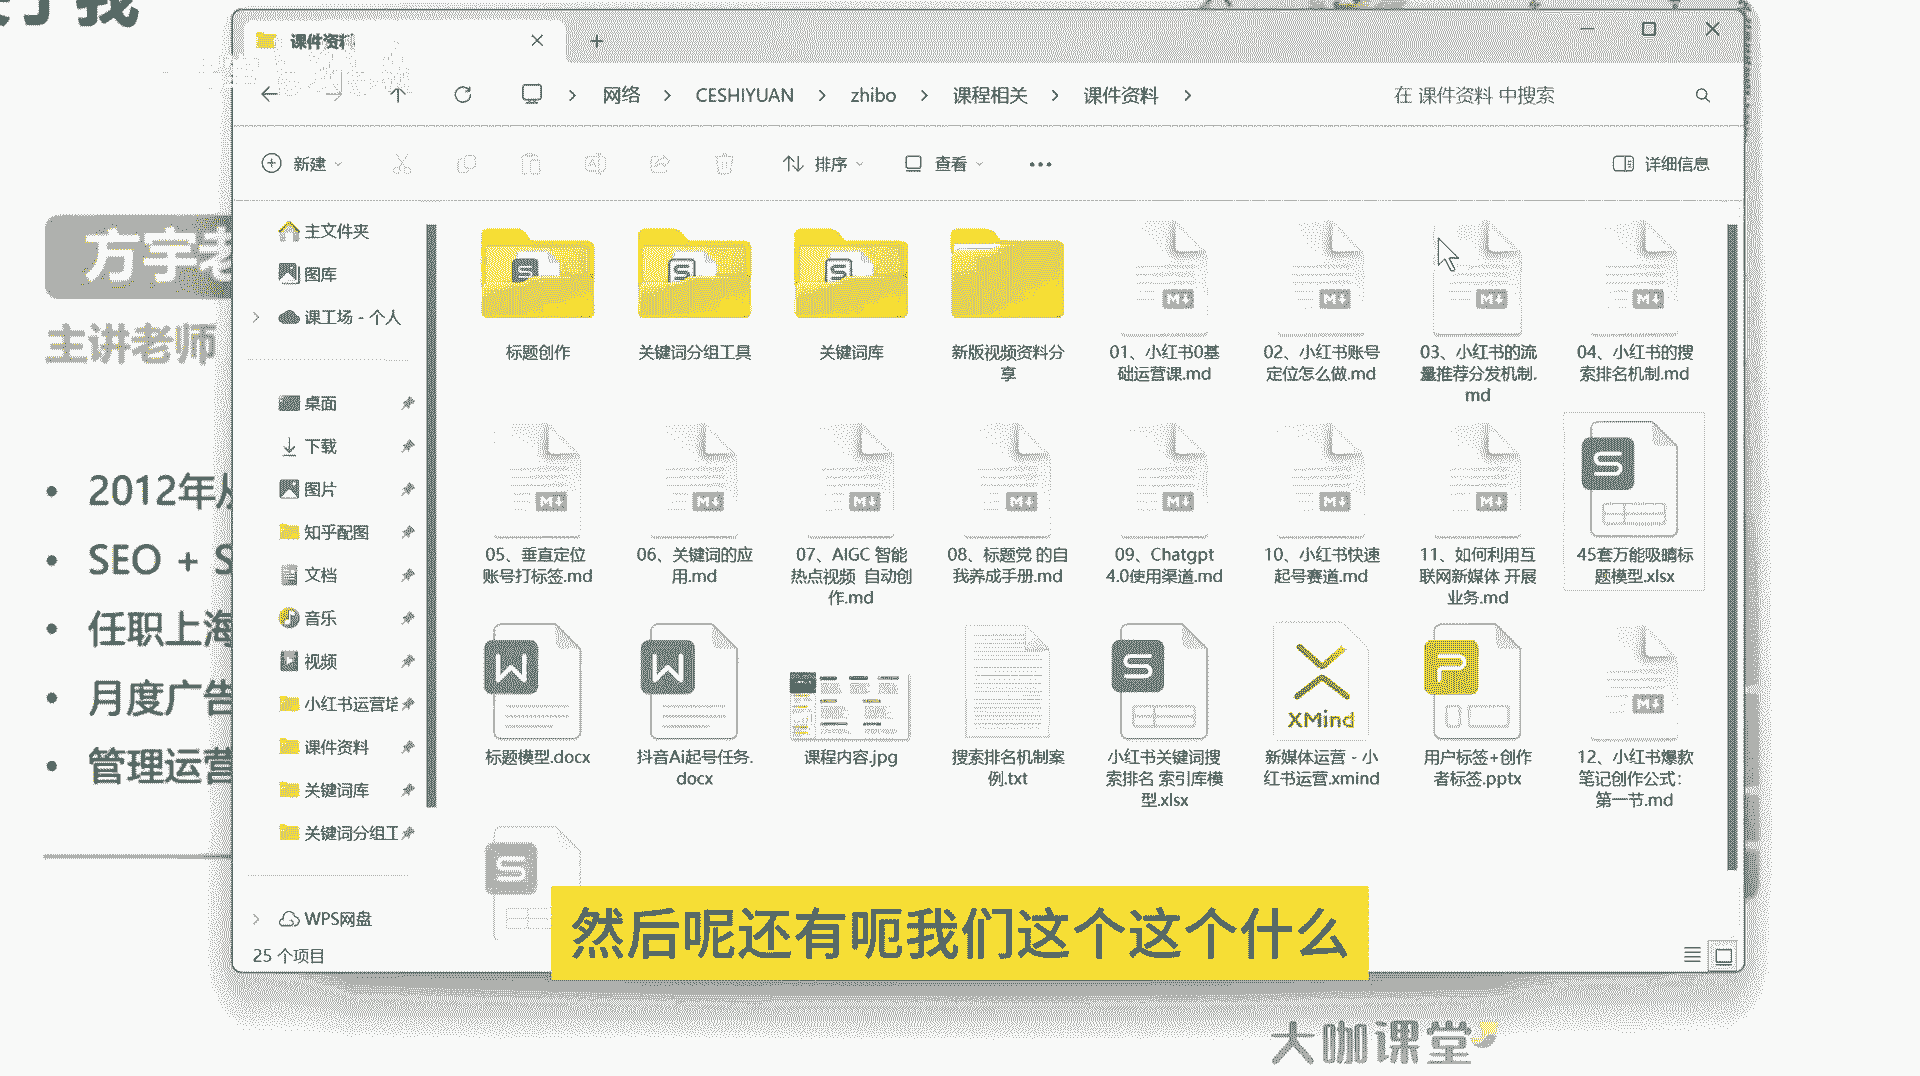 课件资料
网络
CESHIYUAN
zhibo
课程相关
课件资料
在 课件资料 中搜索
新建
排序
查看
详细信息
方宇老
主讲老师
2012年从
SEO + S
任职上海
月度广告
管理运营
主文件夹
图库
课工场 - 个人
桌面
下载
图片
知乎配图
文档
音乐
视频
小红书运营培
课件资料
关键词库
关键词分组工
WPS网盘
25 个项目
标题创作
关键词分组工具
关键词库
新版视频资料分
享
01、小红书0基
础运营课.md
02、小红书账号
定位怎么做.md
03、小红书的流
量推荐分发机制.
md
04、小红书的搜
索排名机制.md
05、垂直定位
账号打标签.md
06、关键词的应
用.md
07、AIGC 智能
热点视频 自动创
作.md
08、标题党 的自
我养成手册.md
09、Chatgpt
4.0使用渠道.md
10、小红书快速
起号赛道.md
11、如何利用互
联网新媒体 开展
业务.md
45套万能吸睛标
题模型.xlsx
标题模型.docx
抖音Ai起号任务.
docx
课程内容.jpg
搜索排名机制案
例.txt
小红书关键词搜
索排名 索引库模
型.xlsx
XMind
新媒体运营 - 小
红书运营.xmind
用户标签+创作
者标签.pptx
12、小红书爆款
笔记创作公式：
第一节.md
然后呢还有呃我们这个这个什么
大咖课堂